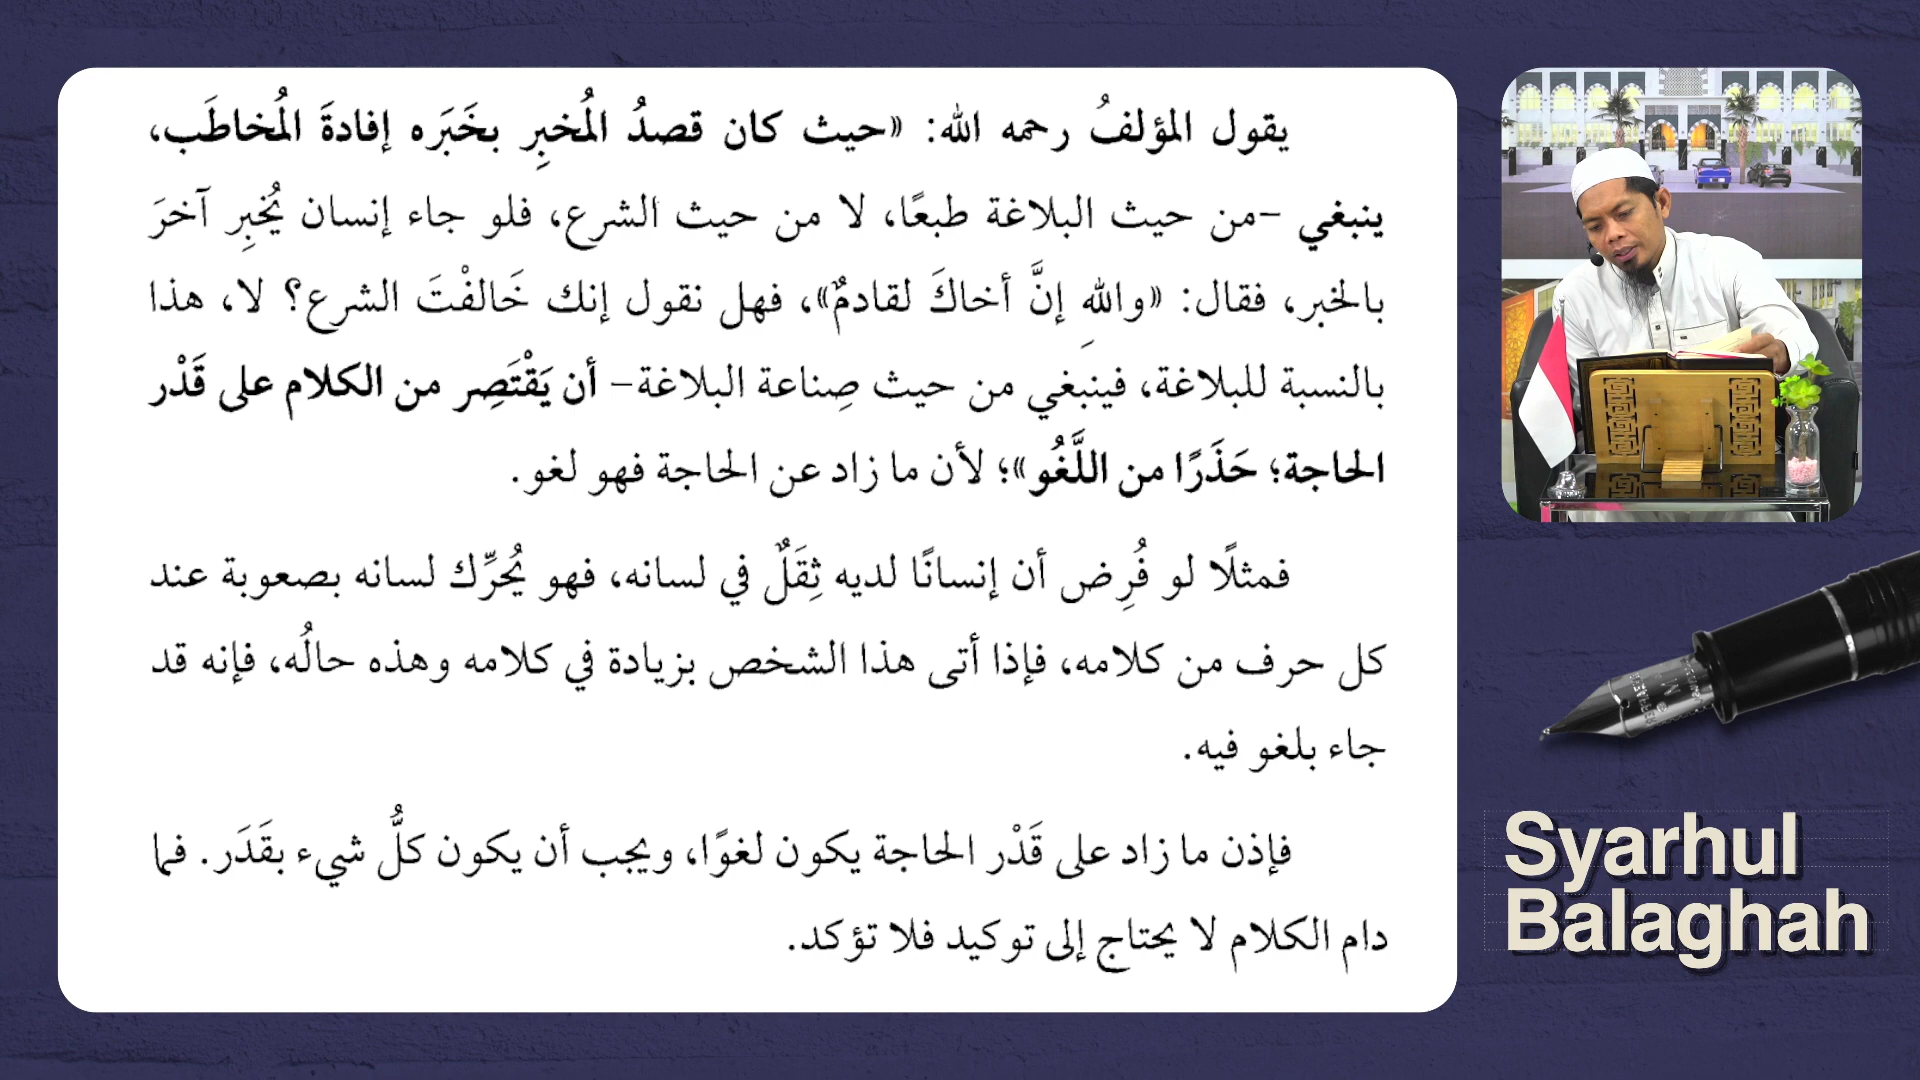 يقول المؤلفُ رحمه الله: «حيث كان قصدُ المُخبِرِ بخَبَره إفادةَ المُخاطَب،
ينبغي –من حيث البلاغة طبعًا، لا من حيث الشرع، فلو جاء إنسان يُخبِر آخرَ
بالخبر، فقال: «واللهِ إنَّ أخاكَ لقادمٌ»، فهل نقول إنك خَالفْتَ الشرع؟ لا، هذا
بالنسبة للبلاغة، فينبغي من حيث صِناعة البلاغة– أن يَقْتَصِر من الكلام على قَدْر
الحاجة؛ حَذَرًا من اللَّغُو»؛ لأن ما زاد عن الحاجة فهو لغو.
فمثلًا لو فُرِض أن إنسانًا لديه ثِقَلٌ في لسانه، فهو يُحرِّك لسانه بصعوبة عند
كل حرف من كلامه، فإذا أتى هذا الشخص بزيادة في كلامه وهذه حالُه، فإنه قد
جاء بلغو فيه.
فإذن ما زاد على قَدْر الحاجة يكون لغوًا، ويجب أن يكون كلُّ شيء بقَدَر. فما
دام الكلام لا يحتاج إلى توكيد فلا تؤكد.
Syarhul
Balaghah